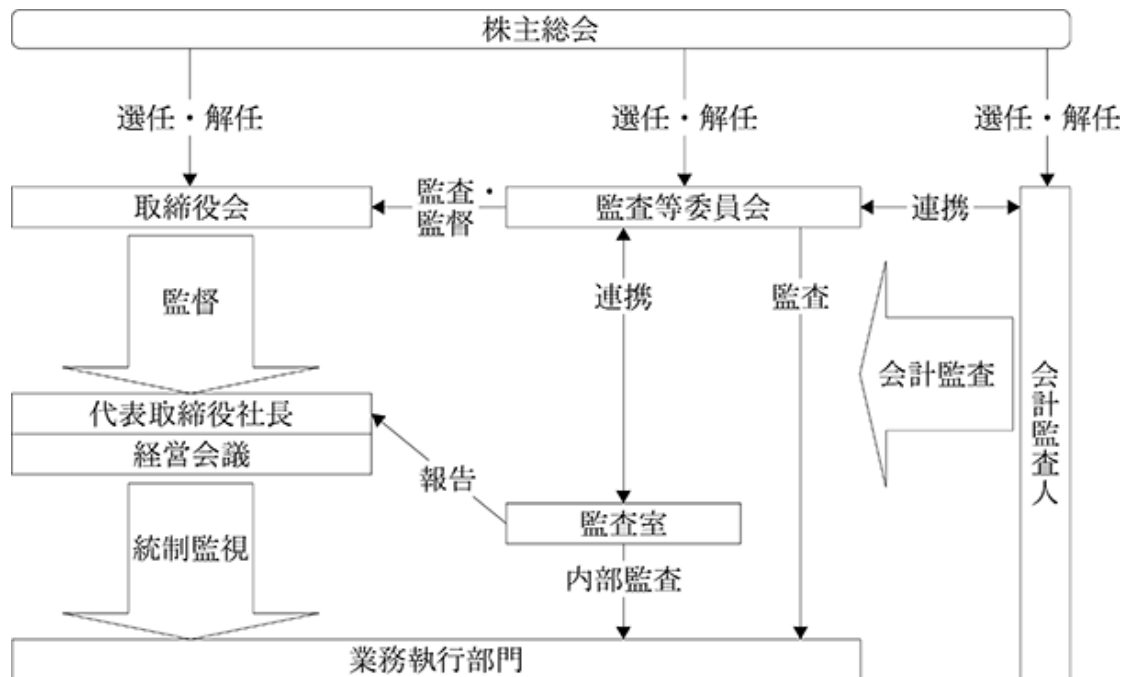 株主総会
選任・解任
選任・解任
選任・解任
取締役会
監査・
監督
監査等委員会
連携
監督
連携
監査
会計監査
会計監査人
代表取締役社長
経営会議
報告
監査室
統制監視
内部監査
業務執行部門